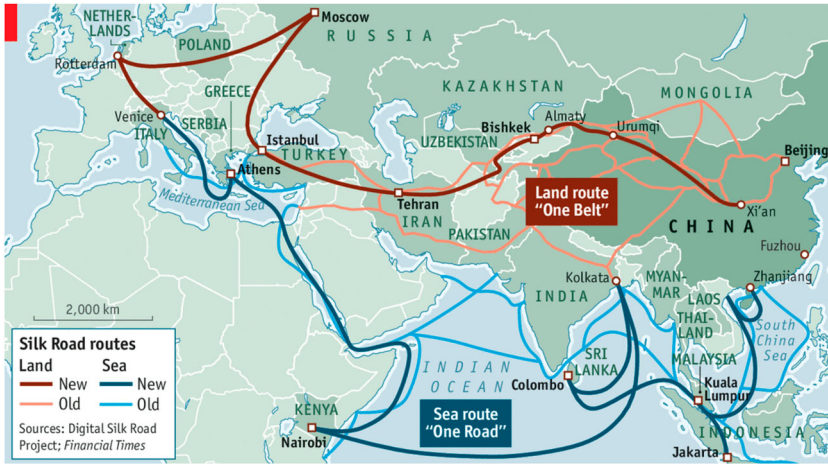 NETHER-
LANDS
Moscow
RUSSIA
POLAND
Rotterdam
GREECE
KAZAKHSTAN
MONGOLIA
Venice
ITALY
SERBIA
Almaty
Bishkek
Urumqi
Istanbul
TURKEY
UZBEKISTAN
Beijing
Athens
Mediterranean Sea
Tehran
IRAN
Land route
"One Belt"
Xi'an
CHINA
PAKISTAN
Fuzhou
Kolkata
MYAN-
MAR
Zhanjiang
INDIA
LAOS
THAI-
LAND
South
China
Sea
2,000 km
Silk Road routes
Land Sea
New New
Old Old
Sources: Digital Silk Road
Project; Financial Times
INDIAN
OCEAN
SRI
LANKA
Colombo
MALAYSIA
Kuala
Lumpur
KENYA
Nairobi
Sea route
"One Road"
INDONESIA
Jakarta